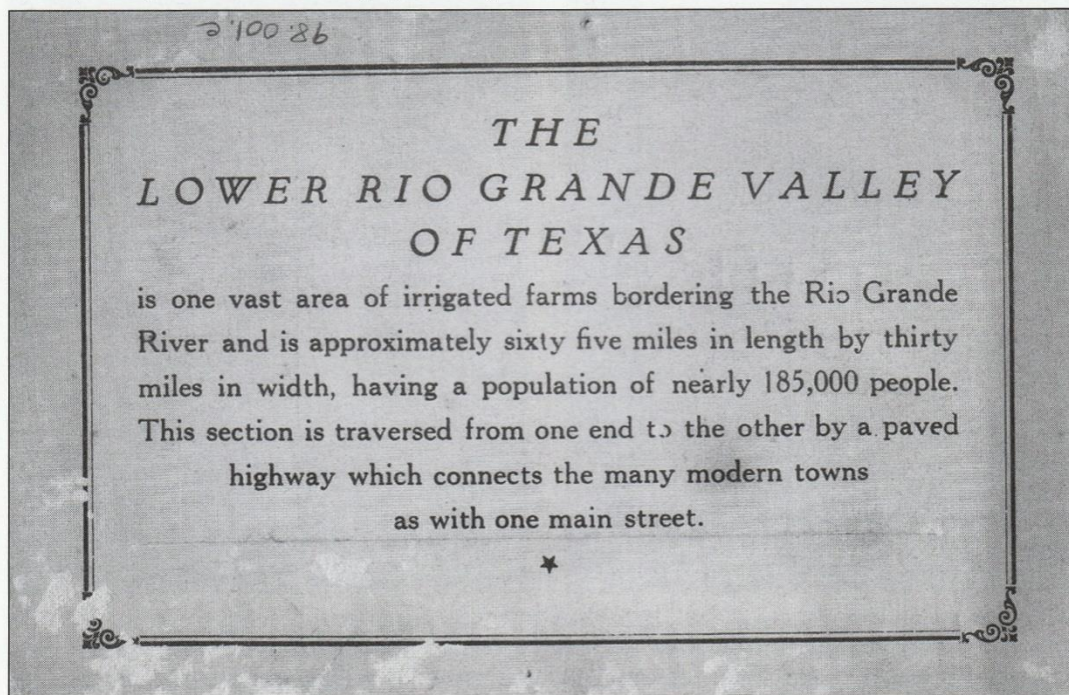 THE
LOWER RIO GRANDE VALLEY
OF TEXAS
is one vast area of irrigated farms bordering the Rio Grande
River and is approximately sixty five miles in length by thirty
miles in width, having a population of nearly 185,000 people.
This section is traversed from one end to the other by a paved
highway which connects the many modern towns
as with one main street.